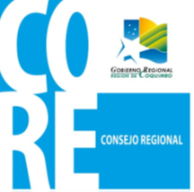 CO
RE
GOBIERNO REGIONAL
REGIÓN DE COQUIMBO
CONSEJO REGIONAL